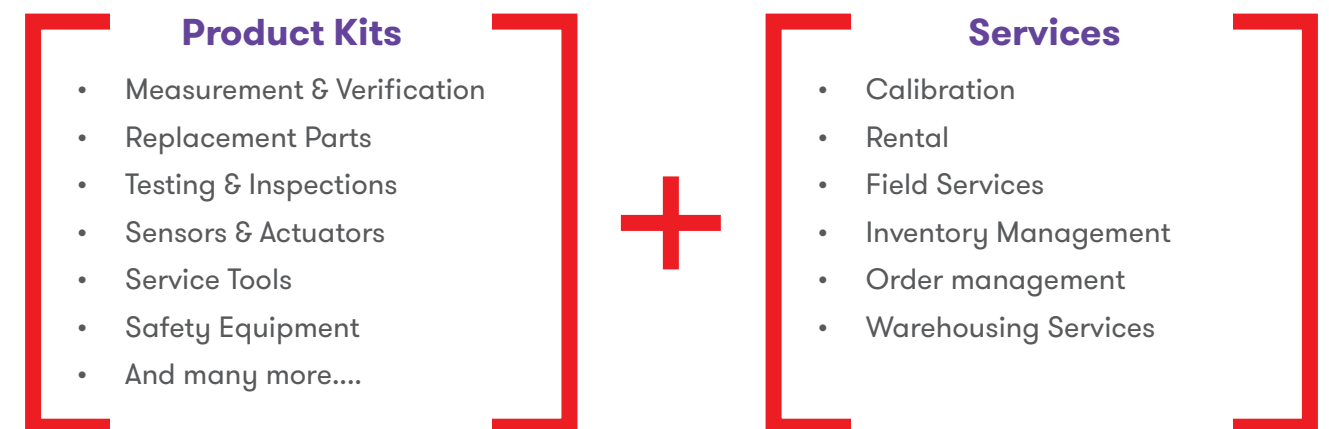 Product Kits
• Measurement & Verification
• Replacement Parts
• Testing & Inspections
• Sensors & Actuators
• Service Tools
• Safety Equipment
• And many more....
+
Services
• Calibration
• Rental
• Field Services
• Inventory Management
• Order management
• Warehousing Services